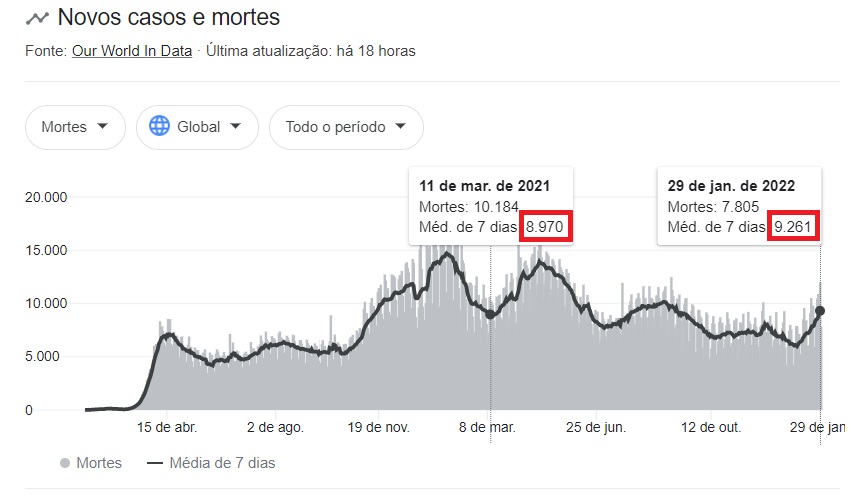 Novos casos e mortes
Fonte: Our World In Data · Última atualização: há 18 horas
Mortes
Global
Todo o período
11 de mar. de 2021
Mortes: 10.184
Méd. de 7 dias 8.970
29 de jan. de 2022
Mortes: 7.805
Méd. de 7 dias 9.261
20.000
15.000
10.000
5.000
0
15 de abr.
2 de ago.
19 de nov.
8 de mar.
25 de jun.
12 de out.
29 de jan
Mortes
Média de 7 dias